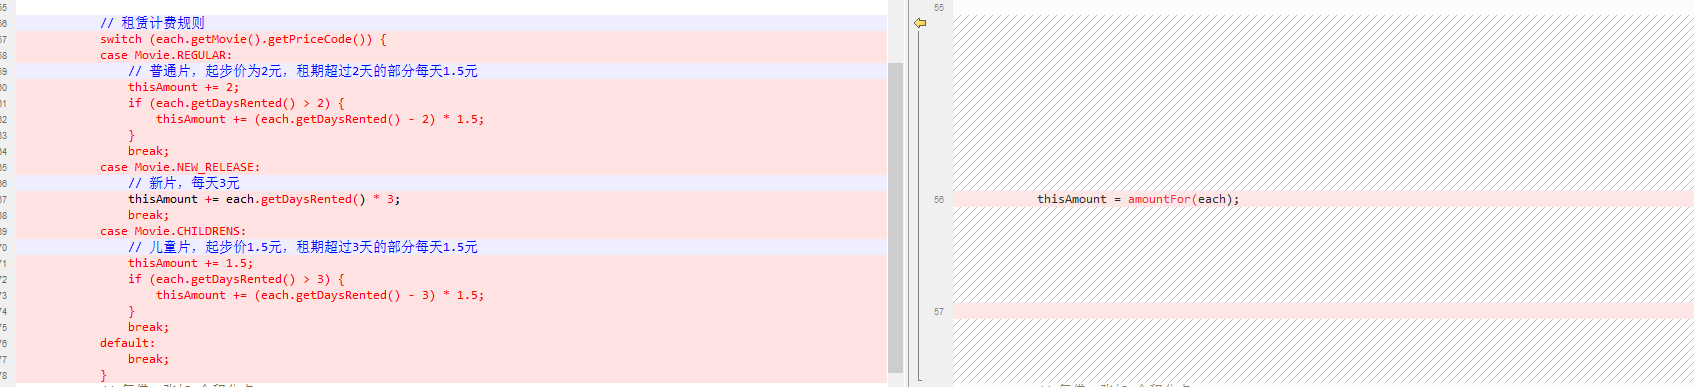 55
56 // 租赁计费规则
57 switch (each.getMovie().getPriceCode()) {
58 case Movie.REGULAR:
59 // 普通片，起步价为2元，租期超过2天的部分每天1.5元
60 thisAmount += 2;
61 if (each.getDaysRented() > 2) {
62 thisAmount += (each.getDaysRented() - 2) * 1.5;
63 }
64 break;
65 case Movie.NEW_RELEASE:
66 // 新片，每天3元
67 thisAmount += each.getDaysRented() * 3;
68 break;
69 case Movie.CHILDRENS:
70 // 儿童片，起步价1.5元，租期超过3天的部分每天1.5元
71 thisAmount += 1.5;
72 if (each.getDaysRented() > 3) {
73 thisAmount += (each.getDaysRented() - 3) * 1.5;
74 }
75 break;
76 default:
77 break;
78 }
55
56 thisAmount = amountFor(each);
57